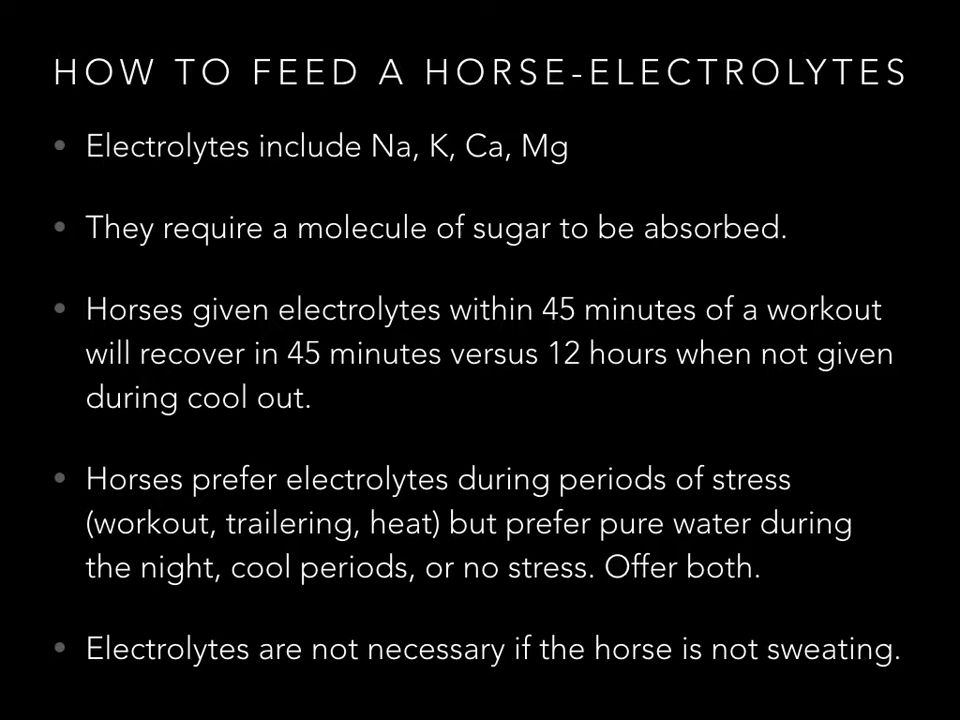 HOW TO FEED A HORSE-ELECTROLYTES
• Electrolytes include Na, K, Ca, Mg
• They require a molecule of sugar to be absorbed.
• Horses given electrolytes within 45 minutes of a workout
will recover in 45 minutes versus 12 hours when not given
during cool out.
• Horses prefer electrolytes during periods of stress
(workout, trailering, heat) but prefer pure water during
the night, cool periods, or no stress. Offer both.
• Electrolytes are not necessary if the horse is not sweating.